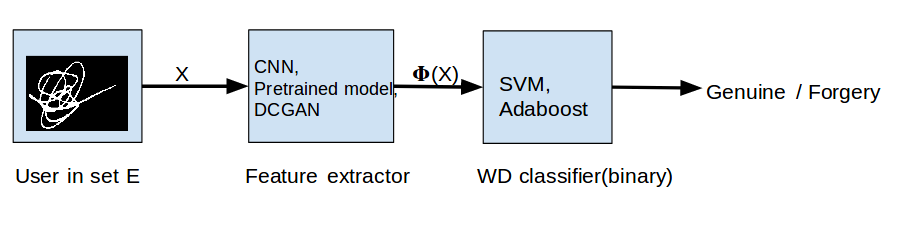 X
CNN,
Pretrained model,
DCGAN
Φ(X)
SVM,
Adaboost
Genuine / Forgery
User in set E
Feature extractor
WD classifier(binary)